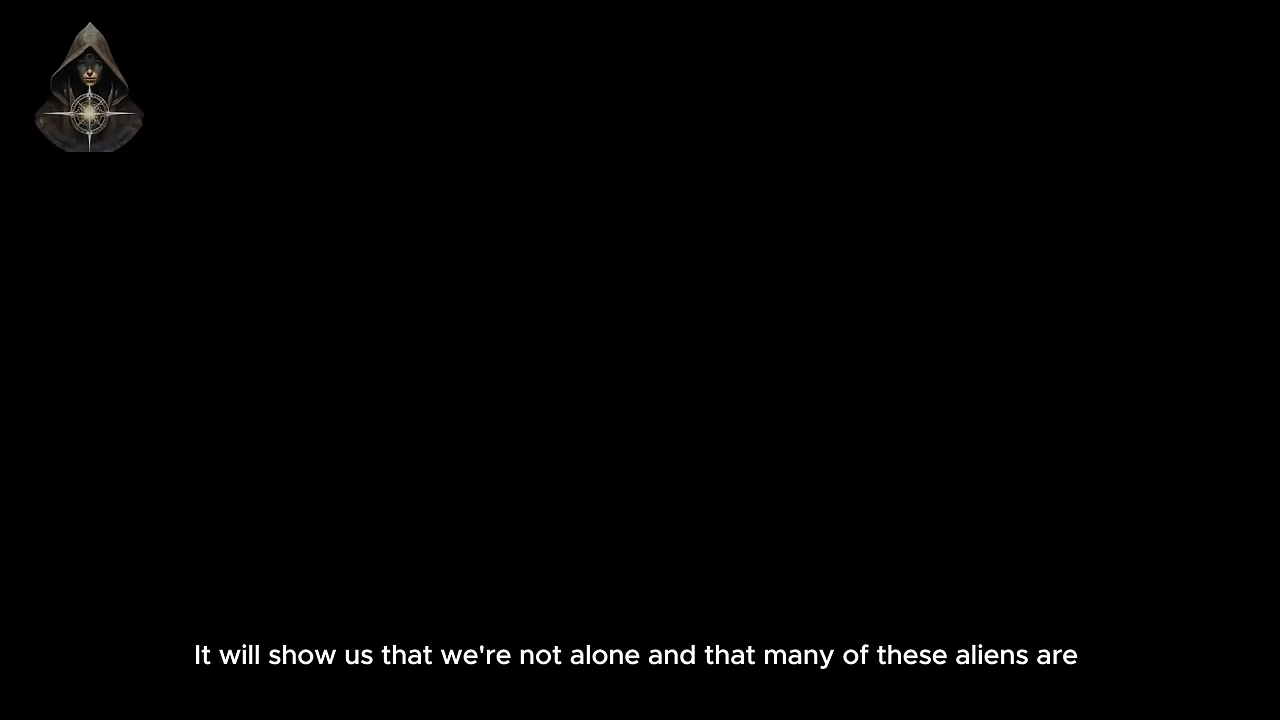 It will show us that we're not alone and that many of these aliens are